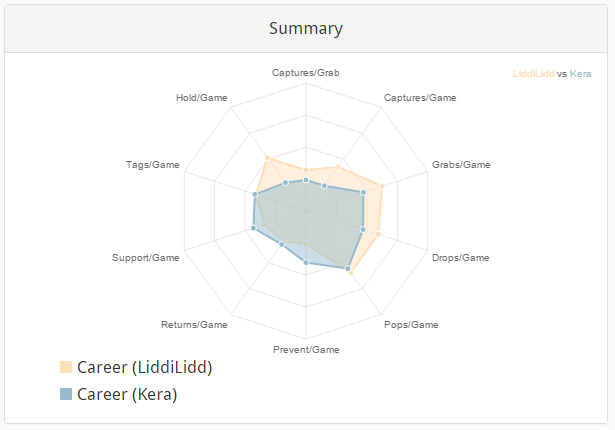 Summary
LiddiLidd vs Kera
Captures/Grab
Hold/Game
Captures/Game
Tags/Game
Grabs/Game
Support/Game
Drops/Game
Returns/Game
Pops/Game
Prevent/Game
Career (LiddiLidd)
Career (Kera)